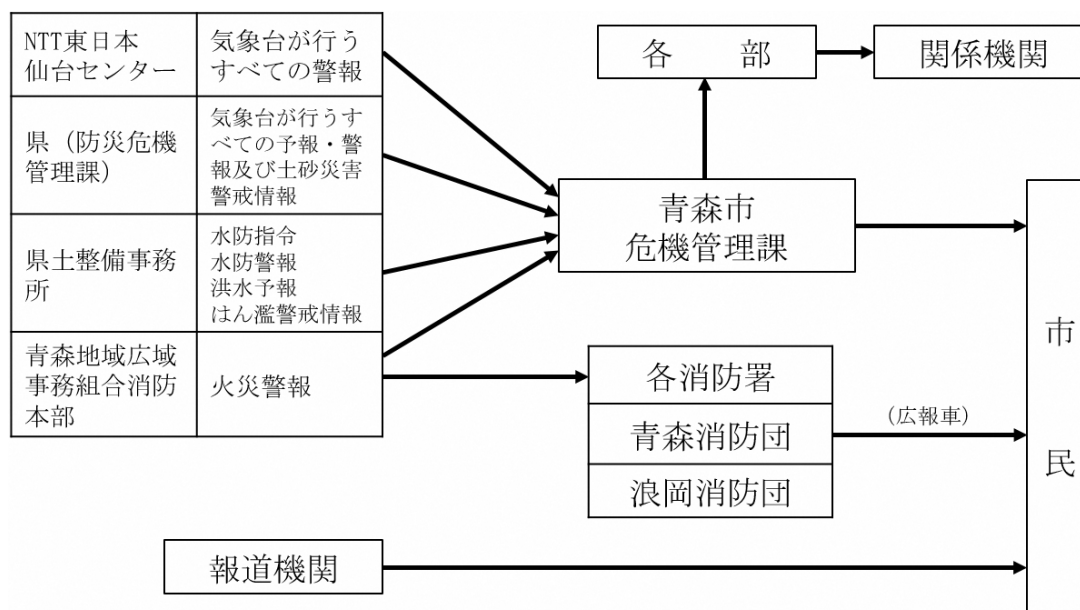 NTT東日本
仙台センター
気象台が行う
すべての警報
県（防災危機
管理課）
気象台が行うす
べての予報・警
報及び土砂災害
警戒情報
県土整備事務
所
水防指令
水防警報
洪水予報
はん濫警戒情報
青森地域広域
事務組合消防
本部
火災警報
各　　部
関係機関
青森市
危機管理課
各消防署
青森消防団
浪岡消防団
（広報車）
報道機関
市
民